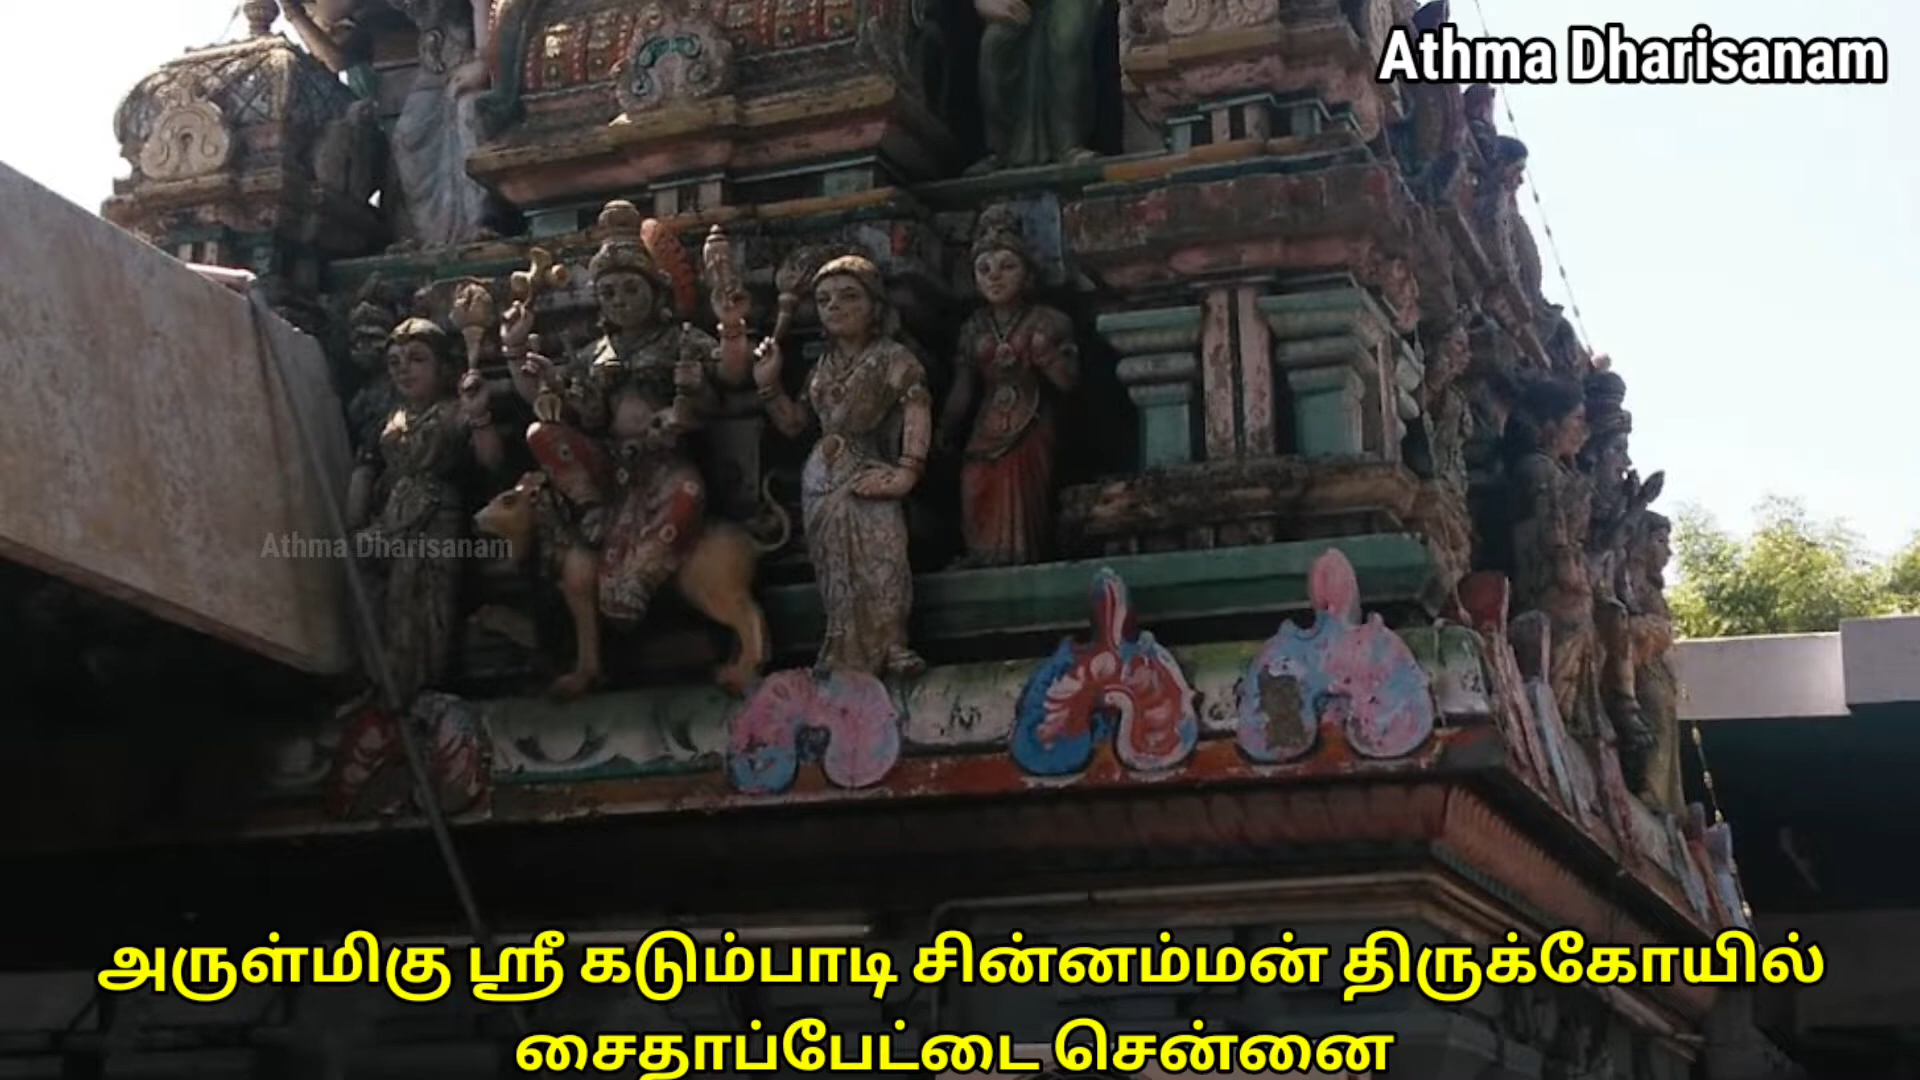 Athma Dharisanam
Athma Dharisanam
அருள்மிகு ஸ்ரீ கடும்பாடி சின்னம்மன் திருக்கோயில்
சைதாப்பேட்டை சென்னை